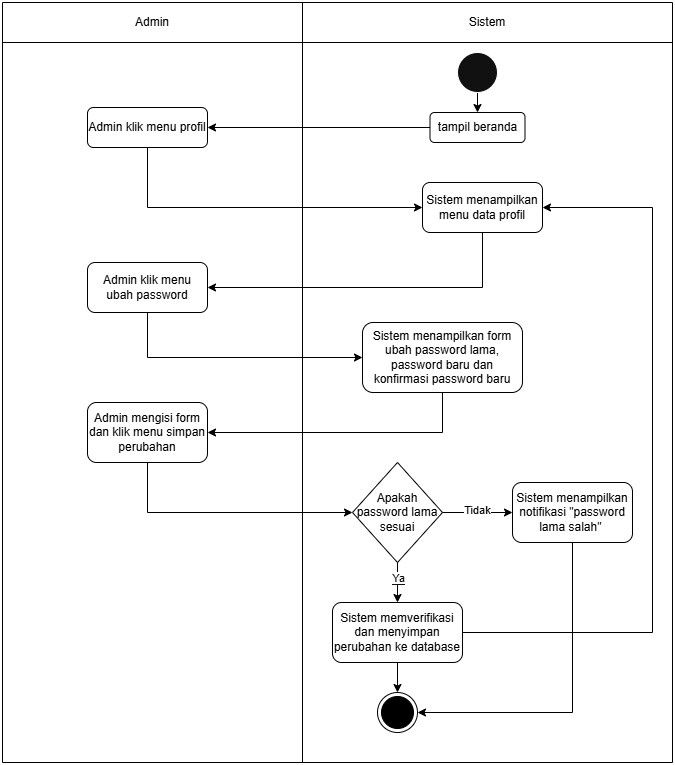 Admin
Sistem
tampil beranda
Admin klik menu profil
Sistem menampilkan
menu data profil
Admin klik menu
ubah password
Sistem menampilkan form
ubah password lama,
password baru dan
konfirmasi password baru
Admin mengisi form
dan klik menu simpan
perubahan
Apakah
password lama
sesuai
Tidak
Sistem menampilkan
notifikasi "password
lama salah"
Ya
Sistem memverifikasi
dan menyimpan
perubahan ke database